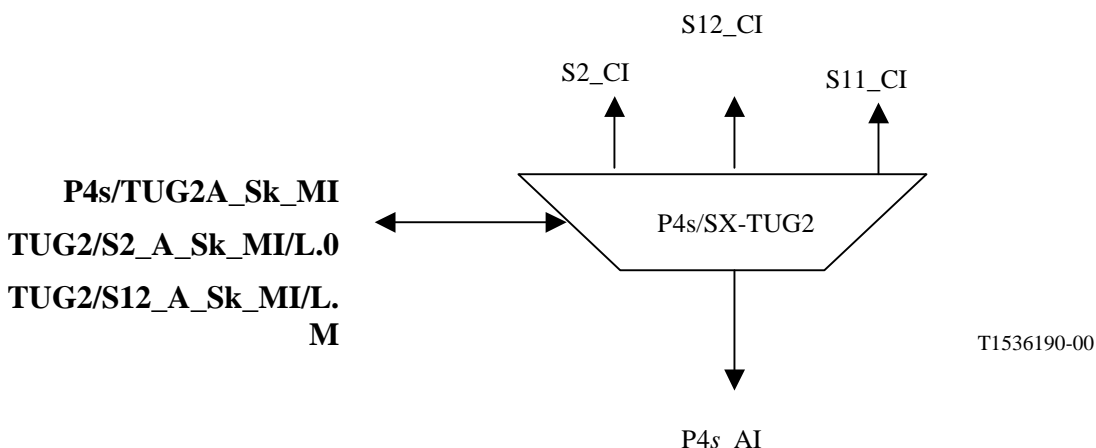 S12_CI
S2_CI
S11_CI
P4s/TUG2A_Sk_MI
TUG2/S2_A_Sk_MI/L.0
TUG2/S12_A_Sk_MI/L.
M
P4s/SX-TUG2
T1536190-00
P4s_AI